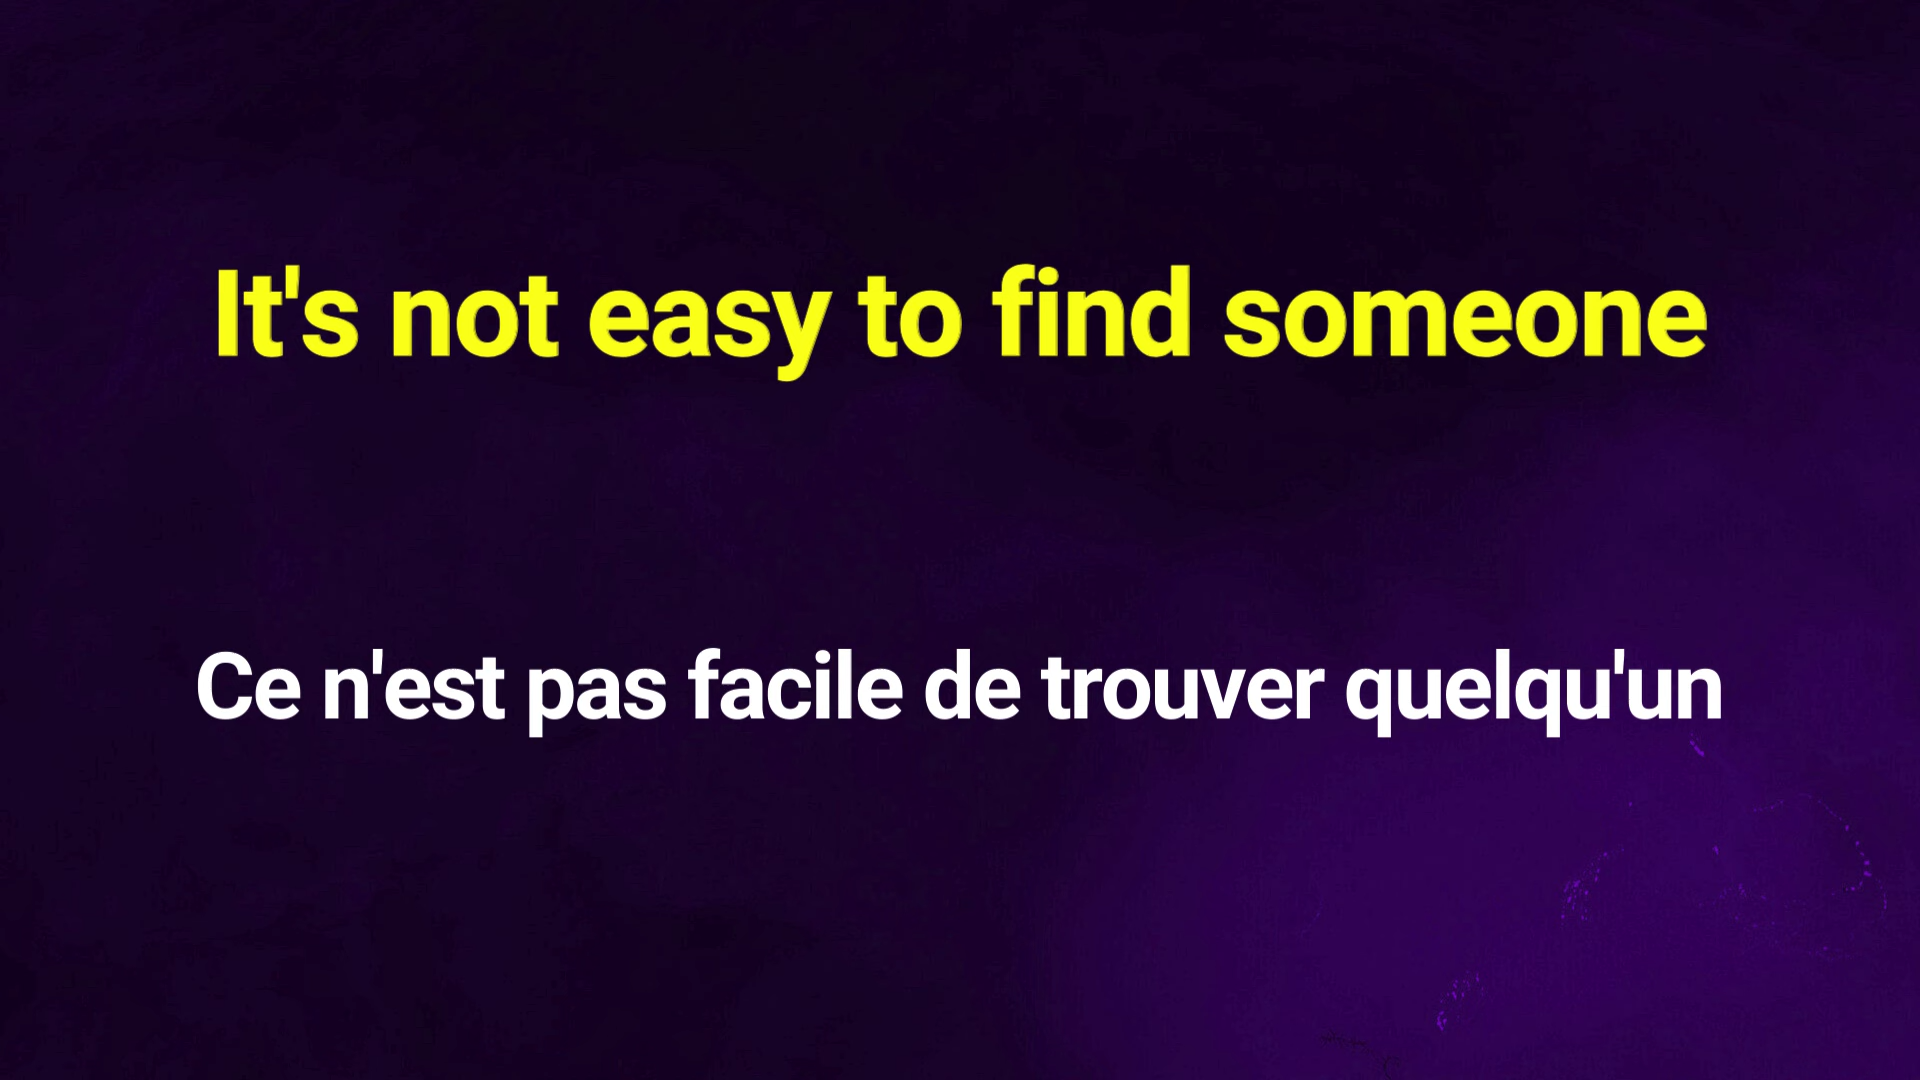 It's not easy to find someone
Ce n'est pas facile de trouver quelqu'un